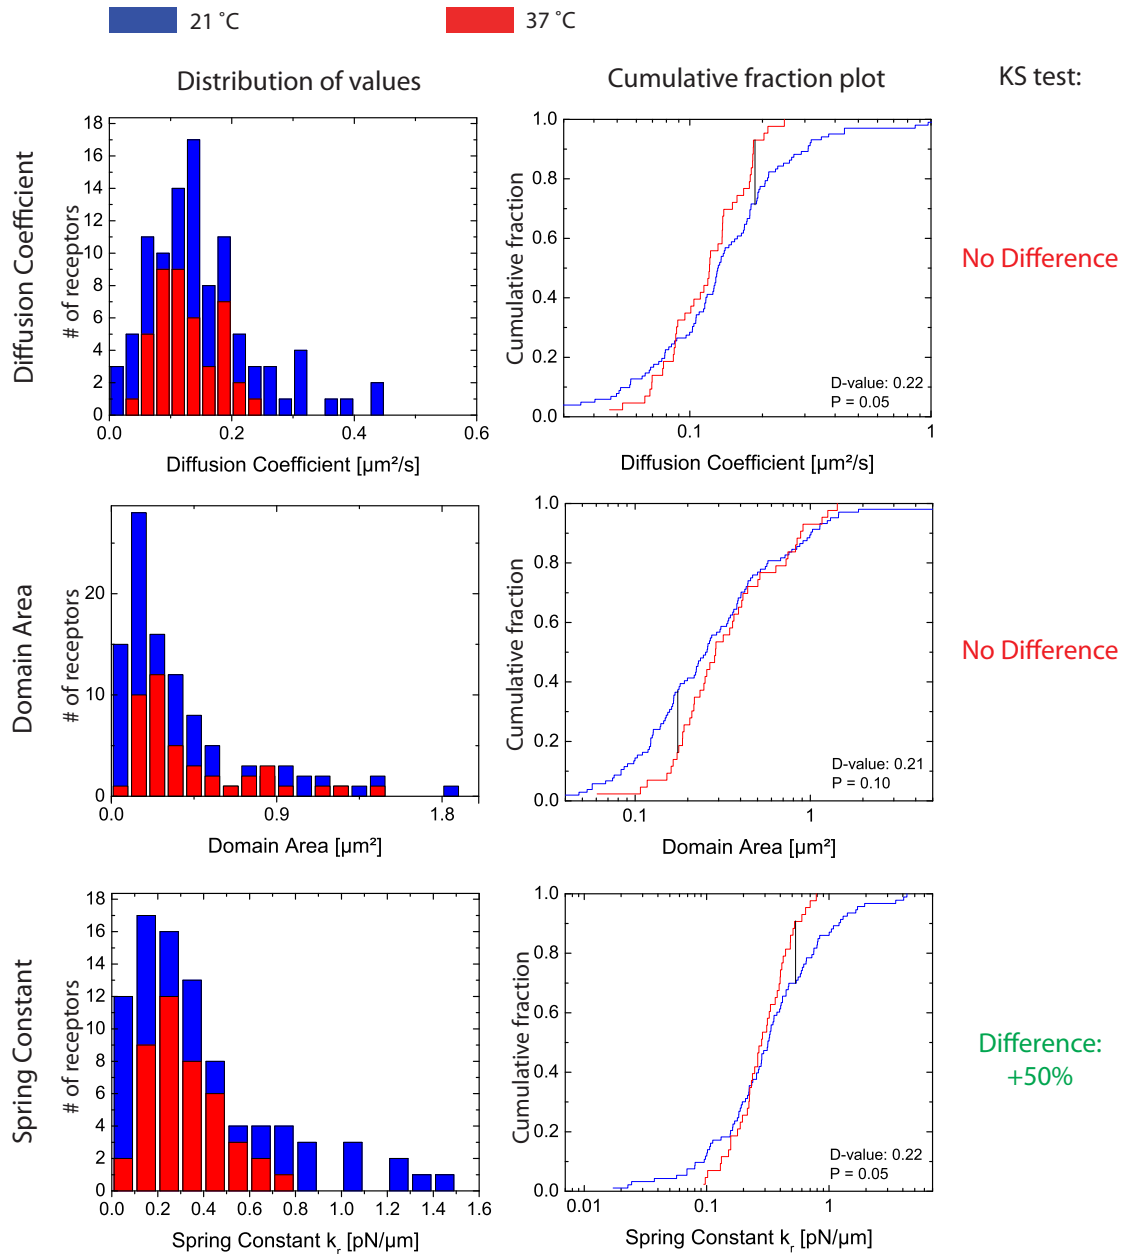 21 ˚C
37 ˚C
Distribution of values
Cumulative fraction plot
KS test:
Diffusion Coefficient
# of receptors
18
16
14
12
10
8
6
4
2
0
0.0
0.2
0.4
0.6
Diffusion Coefficient [µm²/s]
Cumulative fraction
1.0
0.8
0.6
0.4
0.2
0.0
0.1
1
D-value: 0.22
P = 0.05
Diffusion Coefficient [µm²/s]
No Difference
Domain Area
# of receptors
20
10
0
0.0
0.9
1.8
Domain Area [µm²]
Cumulative fraction
1.0
0.8
0.6
0.4
0.2
0.0
0.1
1
D-value: 0.21
P = 0.10
Domain Area [µm²]
No Difference
Spring Constant
# of receptors
18
16
14
12
10
8
6
4
2
0
0.0
0.2
0.4
0.6
0.8
1.0
1.2
1.4
1.6
Spring Constant k_r [pN/µm]
Cumulative fraction
1.0
0.8
0.6
0.4
0.2
0.0
0.01
0.1
1
D-value: 0.22
P = 0.05
Spring Constant k_r [pN/µm]
Difference:
+50%